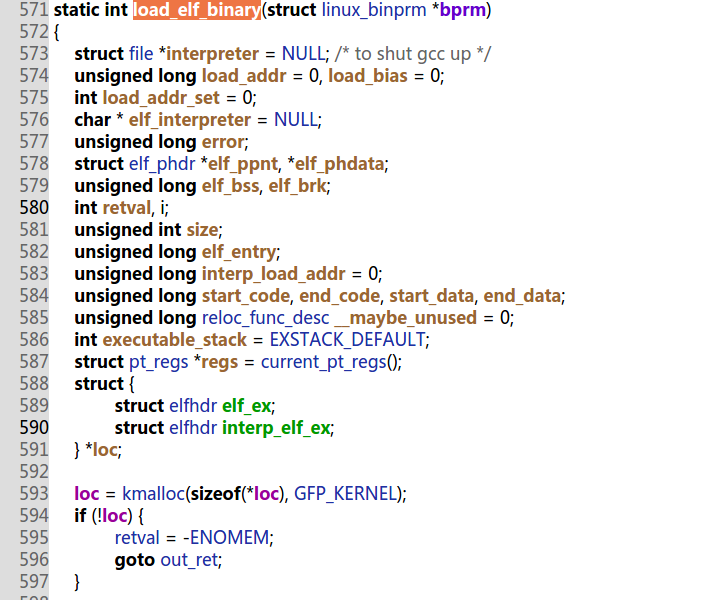 571 static int load_elf_binary(struct linux_binprm *bprm)
572 {
573 struct file *interpreter = NULL; /* to shut gcc up */
574 unsigned long load_addr = 0, load_bias = 0;
575 int load_addr_set = 0;
576 char * elf_interpreter = NULL;
577 unsigned long error;
578 struct elf_phdr *elf_ppnt, *elf_phdata;
579 unsigned long elf_bss, elf_brk;
580 int retval, i;
581 unsigned int size;
582 unsigned long elf_entry;
583 unsigned long interp_load_addr = 0;
584 unsigned long start_code, end_code, start_data, end_data;
585 unsigned long reloc_func_desc __maybe_unused = 0;
586 int executable_stack = EXSTACK_DEFAULT;
587 struct pt_regs *regs = current_pt_regs();
588 struct {
589 struct elfhdr elf_ex;
590 struct elfhdr interp_elf_ex;
591 } *loc;
592
593 loc = kmalloc(sizeof(*loc), GFP_KERNEL);
594 if (!loc) {
595 retval = -ENOMEM;
596 goto out_ret;
597 }